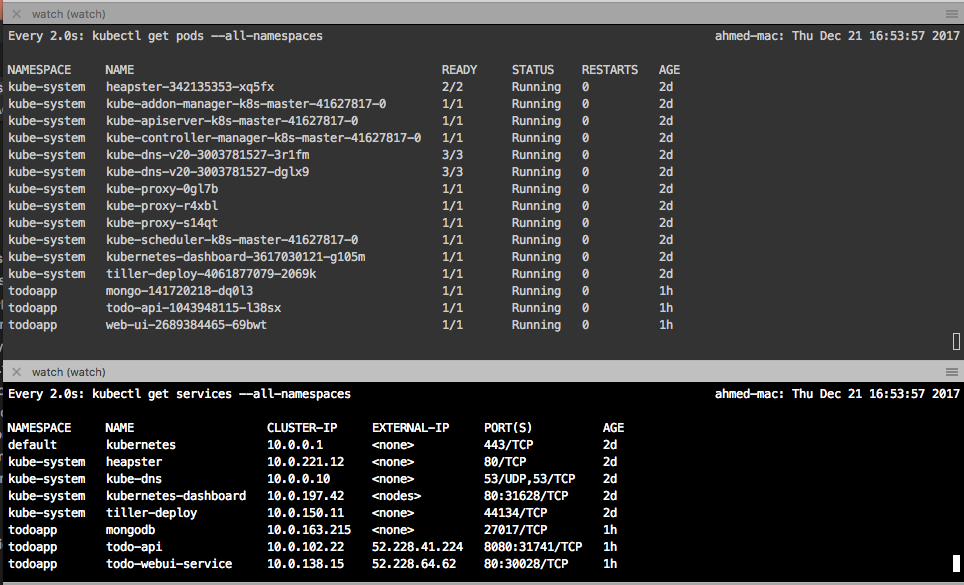 watch (watch)
Every 2.0s: kubectl get pods --all-namespaces ahmed-mac: Thu Dec 21 16:53:57 2017
NAMESPACE NAME READY STATUS RESTARTS AGE
kube-system heapster-342135353-xq5fx 2/2 Running 0 2d
kube-system kube-addon-manager-k8s-master-41627817-0 1/1 Running 0 2d
kube-system kube-apiserver-k8s-master-41627817-0 1/1 Running 0 2d
kube-system kube-controller-manager-k8s-master-41627817-0 1/1 Running 0 2d
kube-system kube-dns-v20-3003781527-3r1fm 3/3 Running 0 2d
kube-system kube-dns-v20-3003781527-dglx9 3/3 Running 0 2d
kube-system kube-proxy-0gl7b 1/1 Running 0 2d
kube-system kube-proxy-r4xbl 1/1 Running 0 2d
kube-system kube-proxy-s14qt 1/1 Running 0 2d
kube-system kube-scheduler-k8s-master-41627817-0 1/1 Running 0 2d
kube-system kubernetes-dashboard-3617030121-g105m 1/1 Running 0 2d
kube-system tiller-deploy-4061877079-2069k 1/1 Running 0 2d
todoapp mongo-141720218-dq0l3 1/1 Running 0 1h
todoapp todo-api-1043948115-l38sx 1/1 Running 0 1h
todoapp web-ui-2689384465-69bwt 1/1 Running 0 1h
watch (watch)
Every 2.0s: kubectl get services --all-namespaces ahmed-mac: Thu Dec 21 16:53:57 2017
NAMESPACE NAME CLUSTER-IP EXTERNAL-IP PORT(S) AGE
default kubernetes 10.0.0.1 <none> 443/TCP 2d
kube-system heapster 10.0.221.12 <none> 80/TCP 2d
kube-system kube-dns 10.0.0.10 <none> 53/UDP,53/TCP 2d
kube-system kubernetes-dashboard 10.0.197.42 <nodes> 80:31628/TCP 2d
kube-system tiller-deploy 10.0.150.11 <none> 44134/TCP 2d
todoapp mongodb 10.0.163.215 <none> 27017/TCP 1h
todoapp todo-api 10.0.102.22 52.228.41.224 8080:31741/TCP 1h
todoapp todo-webui-service 10.0.138.15 52.228.64.62 80:30028/TCP 1h